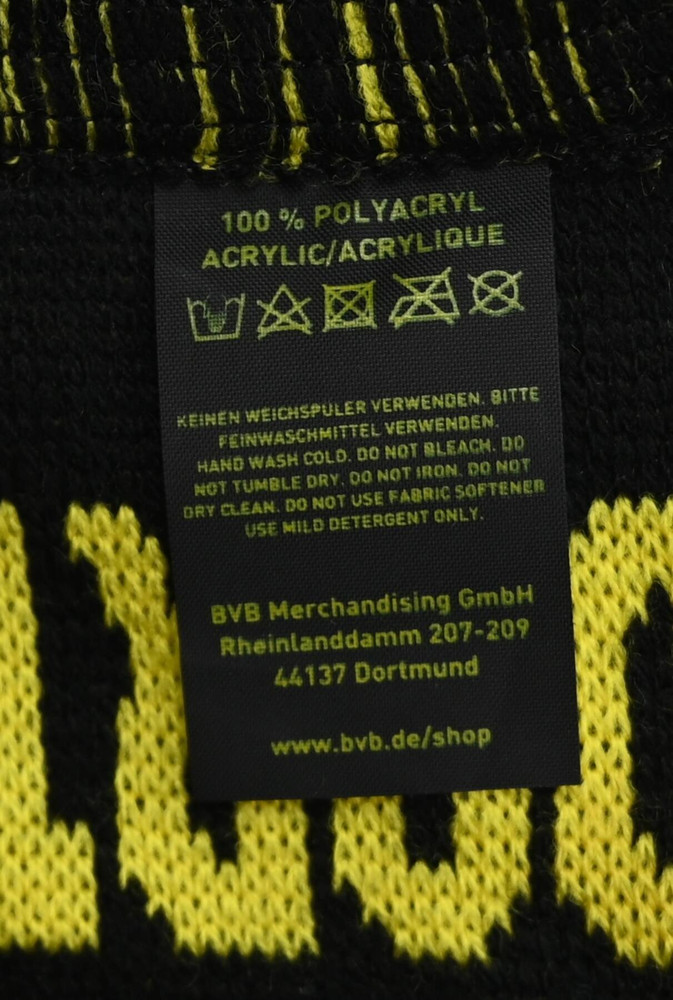 100 % POLYACRYL
ACRYLIC/ACRYLIQUE
KEINEN WEICHSPÜLER VERWENDEN. BITTE
FEINWASCHMITTEL VERWENDEN.
HAND WASH COLD. DO NOT BLEACH. DO
NOT TUMBLE DRY. DO NOT IRON. DO NOT
DRY CLEAN. DO NOT USE FABRIC SOFTENER
USE MILD DETERGENT ONLY.
BVB Merchandising GmbH
Rheinlanddamm 207-209
44137 Dortmund
www.bvb.de/shop